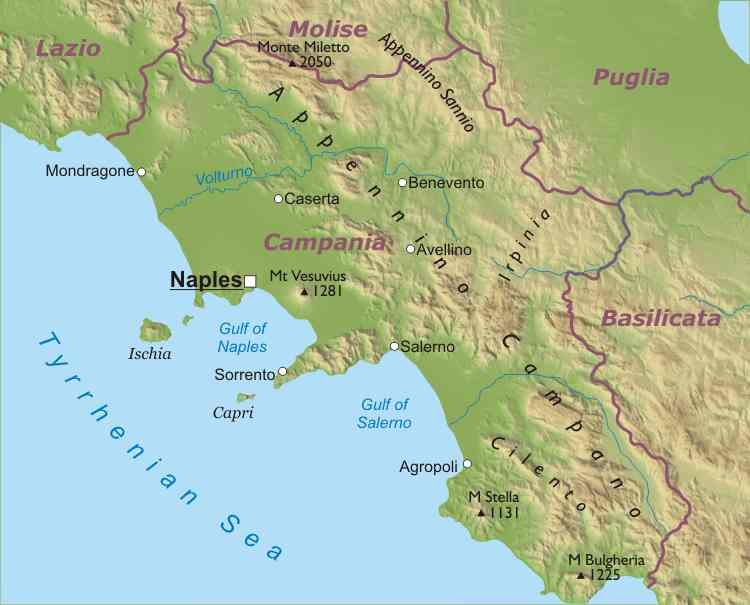 Molise
Lazio
Monte Miletto
2050
Appennino Sannio
Puglia
Appennino Campano
Mondragone
Volturno
Benevento
Caserta
Irpinia
Campania
Avellino
Naples
Mt Vesuvius
1281
Basilicata
Gulf of
Naples
Ischia
Salerno
Sorrento
Capri
Gulf of
Salerno
Tyrrhenian Sea
Cilento
Agropoli
M Stella
1131
M Bulgheria
1225